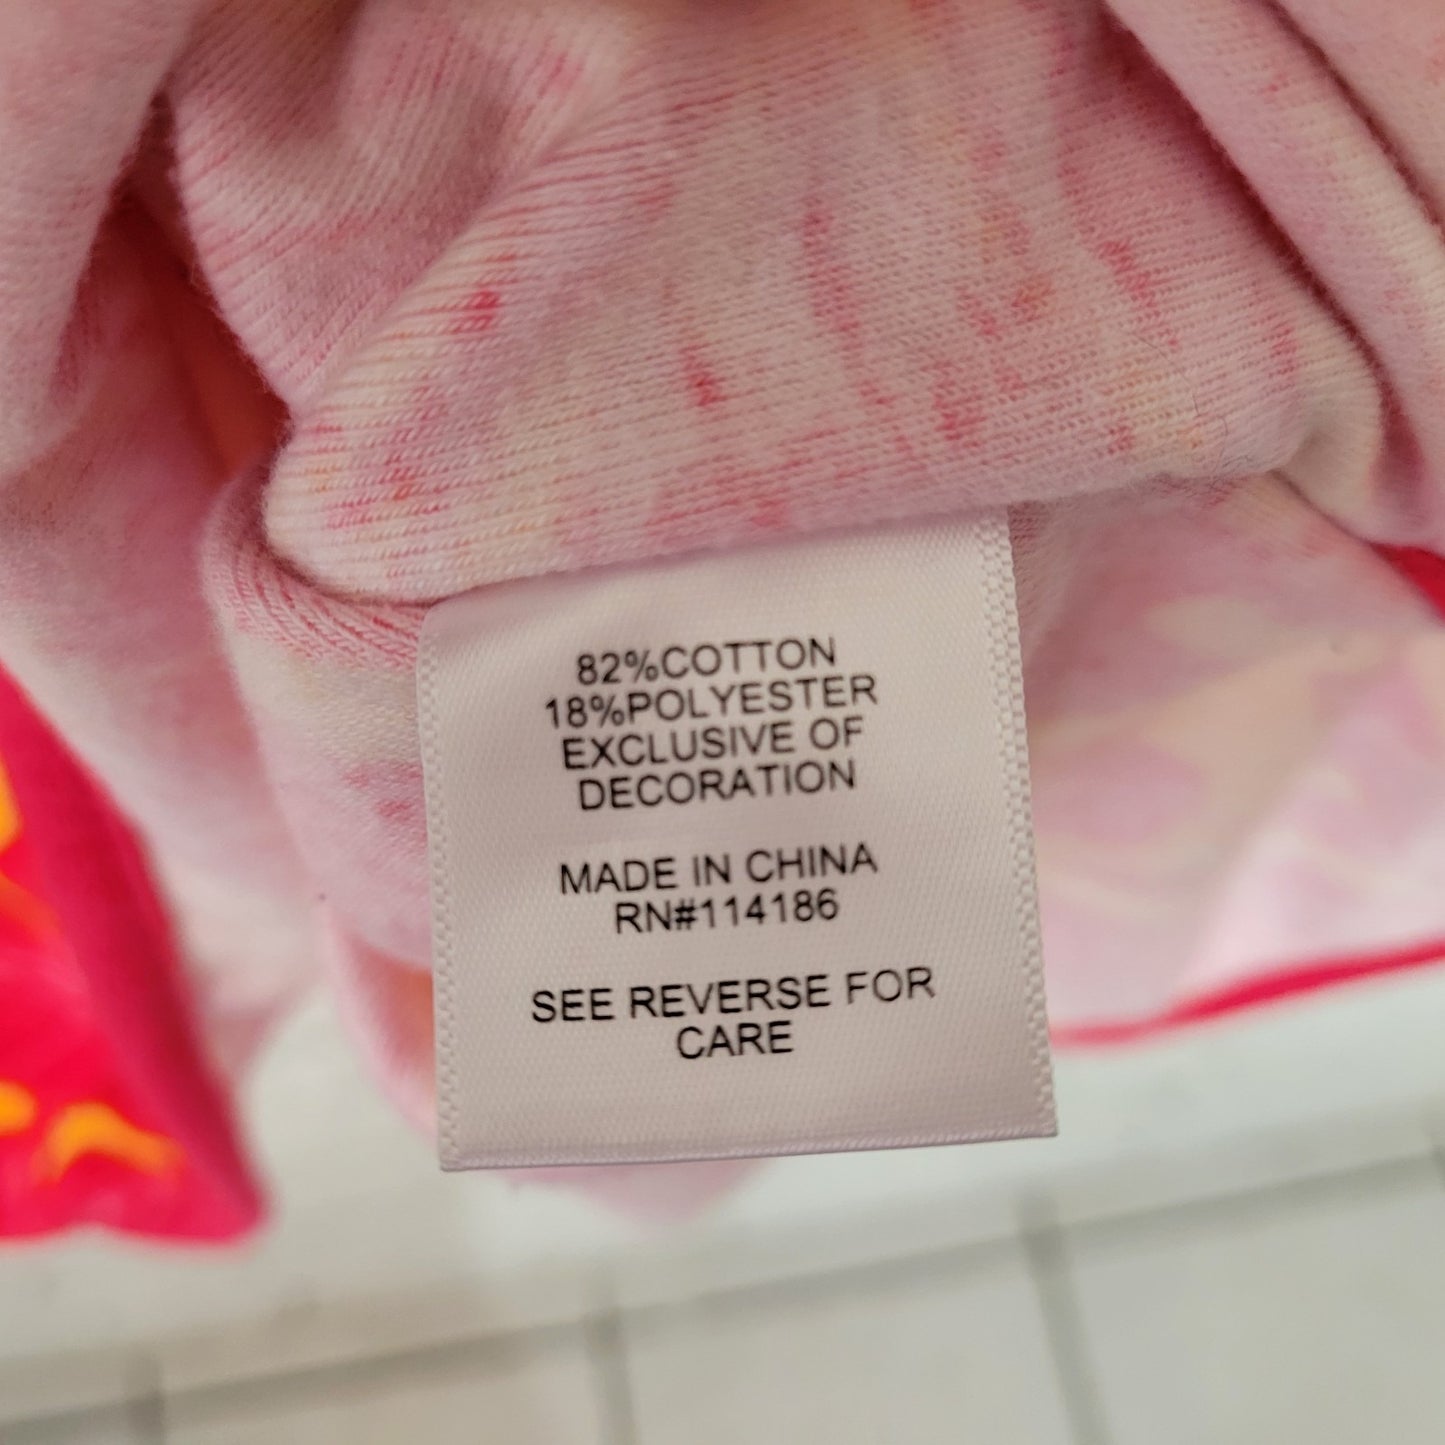 82%COTTON
18%POLYESTER
EXCLUSIVE OF
DECORATION
MADE IN CHINA
RN#114186
SEE REVERSE FOR
CARE